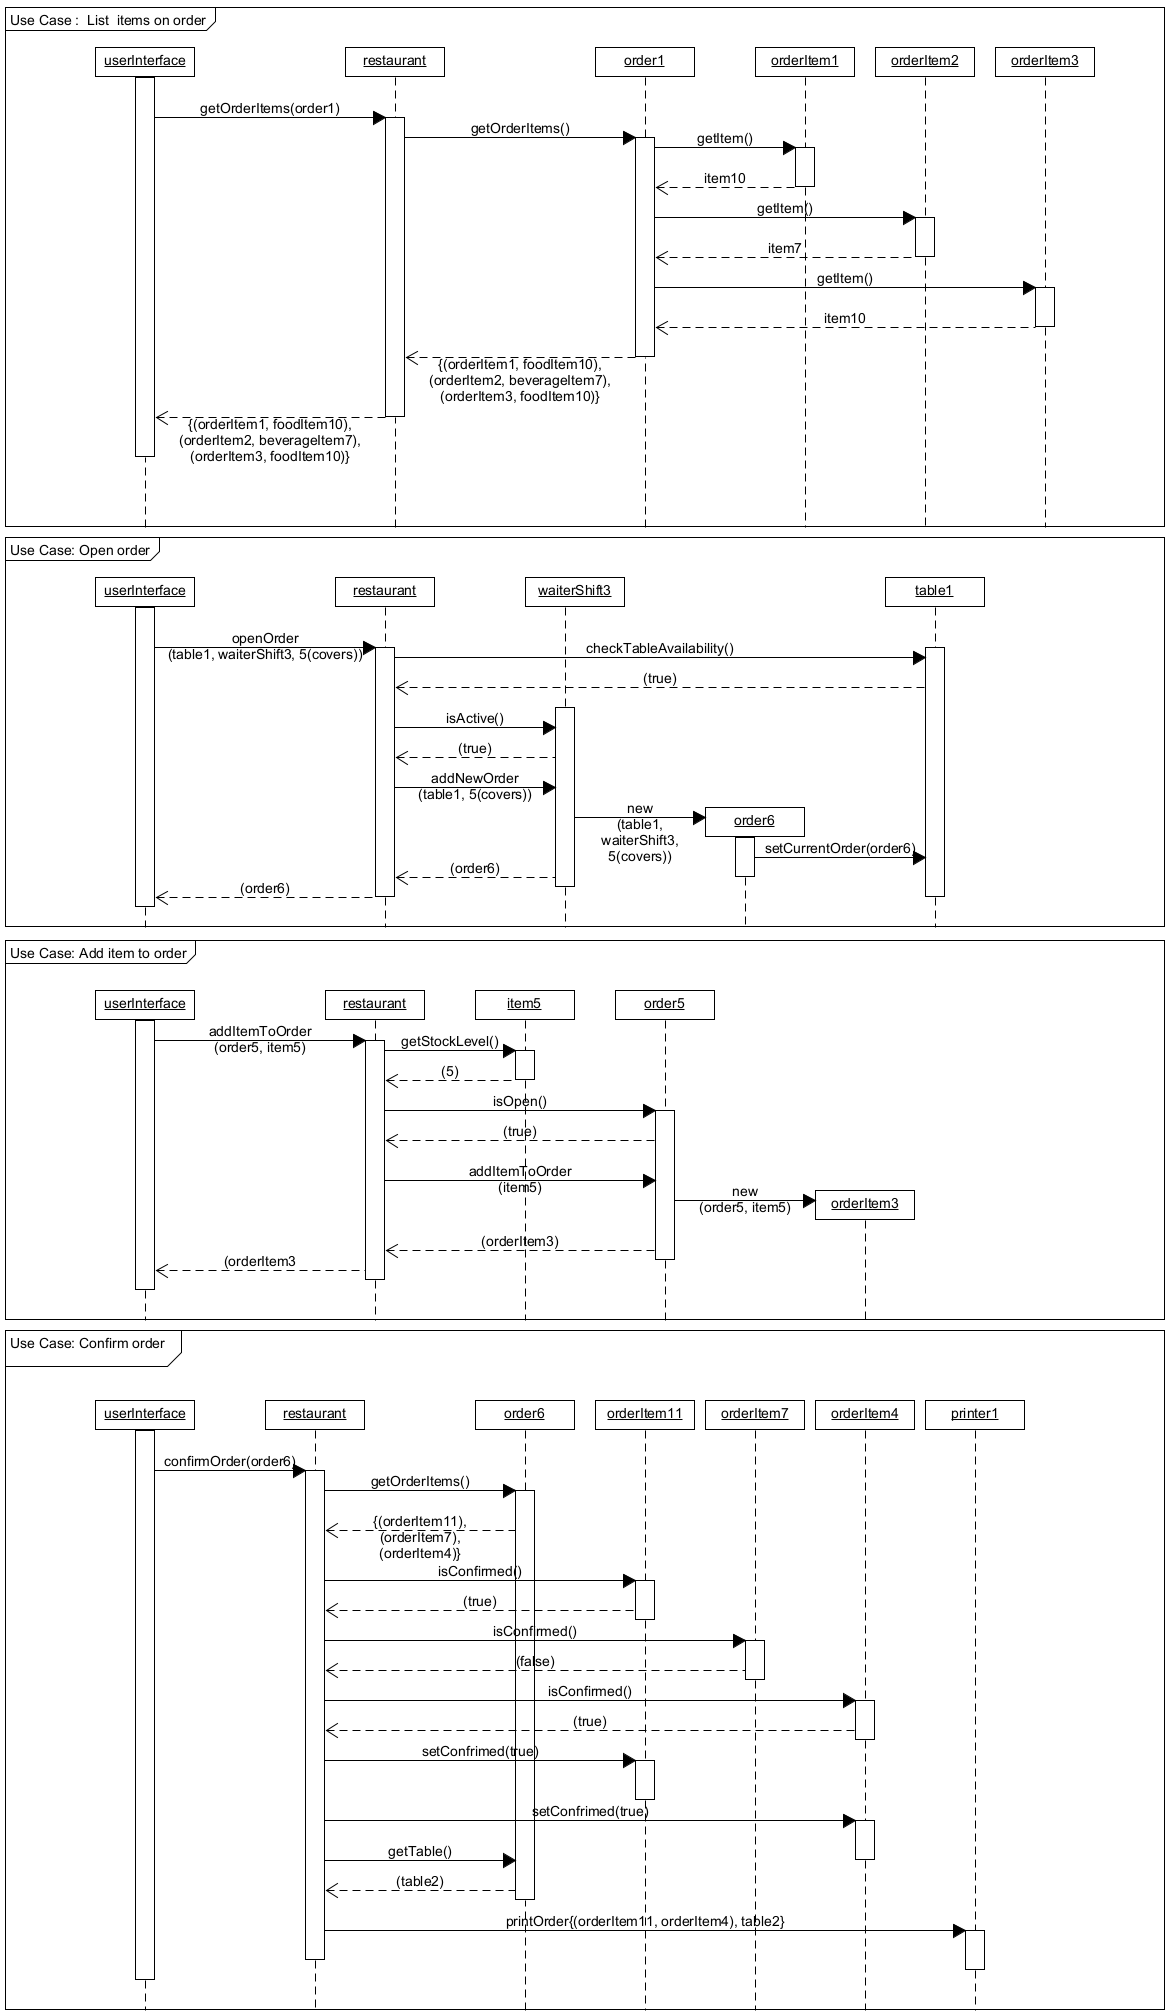 Use Case :  List  items on order
userInterface
restaurant
order1
orderItem1
orderItem2
orderItem3
getOrderItems(order1)
getOrderItems()
getItem()
item10
getItem()
item7
getItem()
item10
{(orderItem1, foodItem10),
(orderItem2, beverageItem7),
(orderItem3, foodItem10)}
{(orderItem1, foodItem10),
(orderItem2, beverageItem7),
(orderItem3, foodItem10)}
Use Case: Open order
userInterface
restaurant
waiterShift3
table1
openOrder
(table1, waiterShift3, 5(covers))
checkTableAvailability()
(true)
isActive()
(true)
addNewOrder
(table1, 5(covers))
new
(table1,
waiterShift3,
5(covers))
order6
setCurrentOrder(order6)
(order6)
(order6)
Use Case: Add item to order
userInterface
restaurant
item5
order5
addItemToOrder
(order5, item5)
getStockLevel()
(5)
isOpen()
(true)
addItemToOrder
(item5)
new
(order5, item5)
orderItem3
(orderItem3)
(orderItem3
Use Case: Confirm order
userInterface
restaurant
order6
orderItem11
orderItem7
orderItem4
printer1
confirmOrder(order6)
getOrderItems()
{(orderItem11),
(orderItem7),
(orderItem4)}
isConfirmed()
(true)
isConfirmed()
(false)
isConfirmed()
(true)
setConfrimed(true)
setConfrimed(true)
getTable()
(table2)
printOrder{(orderItem11, orderItem4), table2}